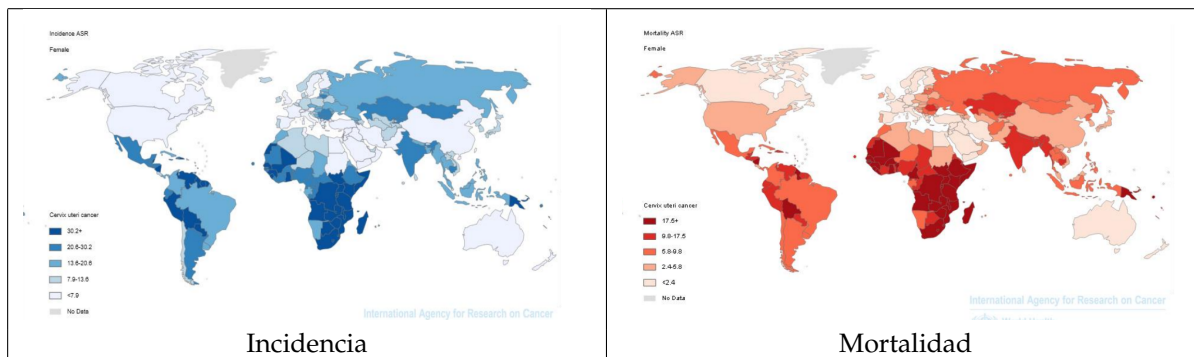 Incidence ASR
Female
Cervix uteri cancer
30.2+
20.6-30.2
13.6-20.6
7.9-13.6
<7.9
No Data
International Agency for Research on Cancer
Incidencia
Mortality ASR
Female
Cervix uteri cancer
17.5+
9.8-17.5
5.8-9.8
2.4-5.8
<2.4
No Data
International Agency for Research on Cancer
Mortalidad